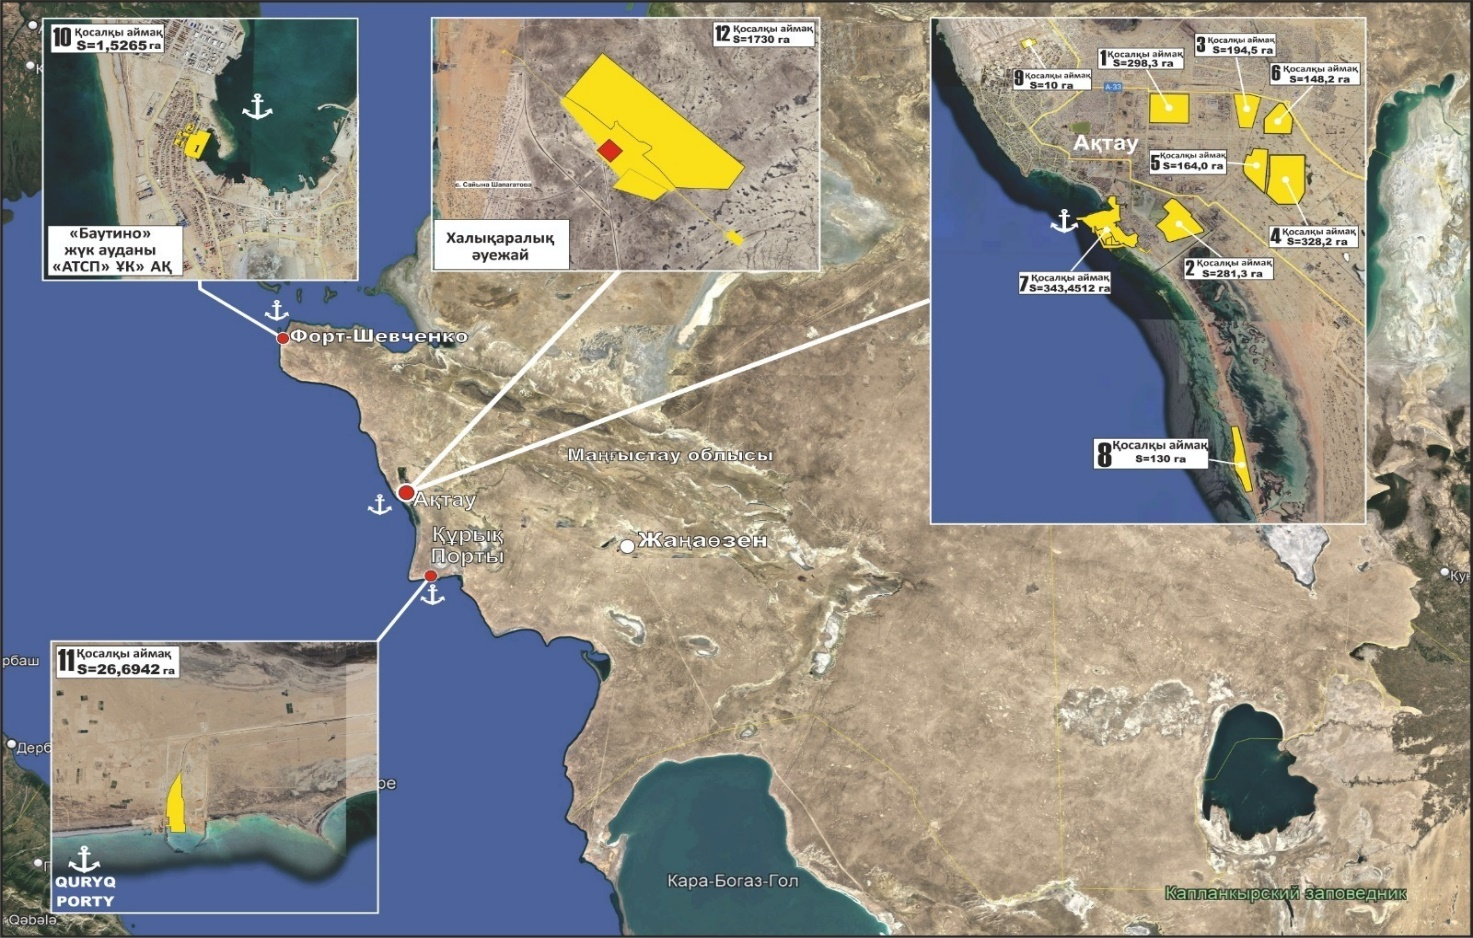 10 Қосалқы аймақ
S=1,5265 га
1
«Баутино»
жүк ауданы
«АТСП» ҰК» АҚ
12 Қосалқы аймақ
S=1730 га
с. Сайына Шапагатова
Халықаралық
әуежай
9 Қосалқы аймақ
S=10 га
1 Қосалқы аймақ
S=298,3 га
3 Қосалқы аймақ
S=194,5 га
6 Қосалқы аймақ
S=148,2 га
А-33
Ақтау
5 Қосалқы аймақ
S=164,0 га
4 Қосалқы аймақ
S=328,2 га
2 Қосалқы аймақ
S=281,3 га
7 Қосалқы аймақ
S=343,4512 га
8 Қосалқы аймақ
S=130 га
Форт-Шевченко
Маңғыстау облысы
Ақтау
Құрық
Порты
Жаңаөзен
11 Қосалқы аймақ
S=26,6942 га
QURYQ
PORTY
рбаш
Дерб
ре
Qəbələ
Кара-Богаз-Гол
Капланкырский заповедник